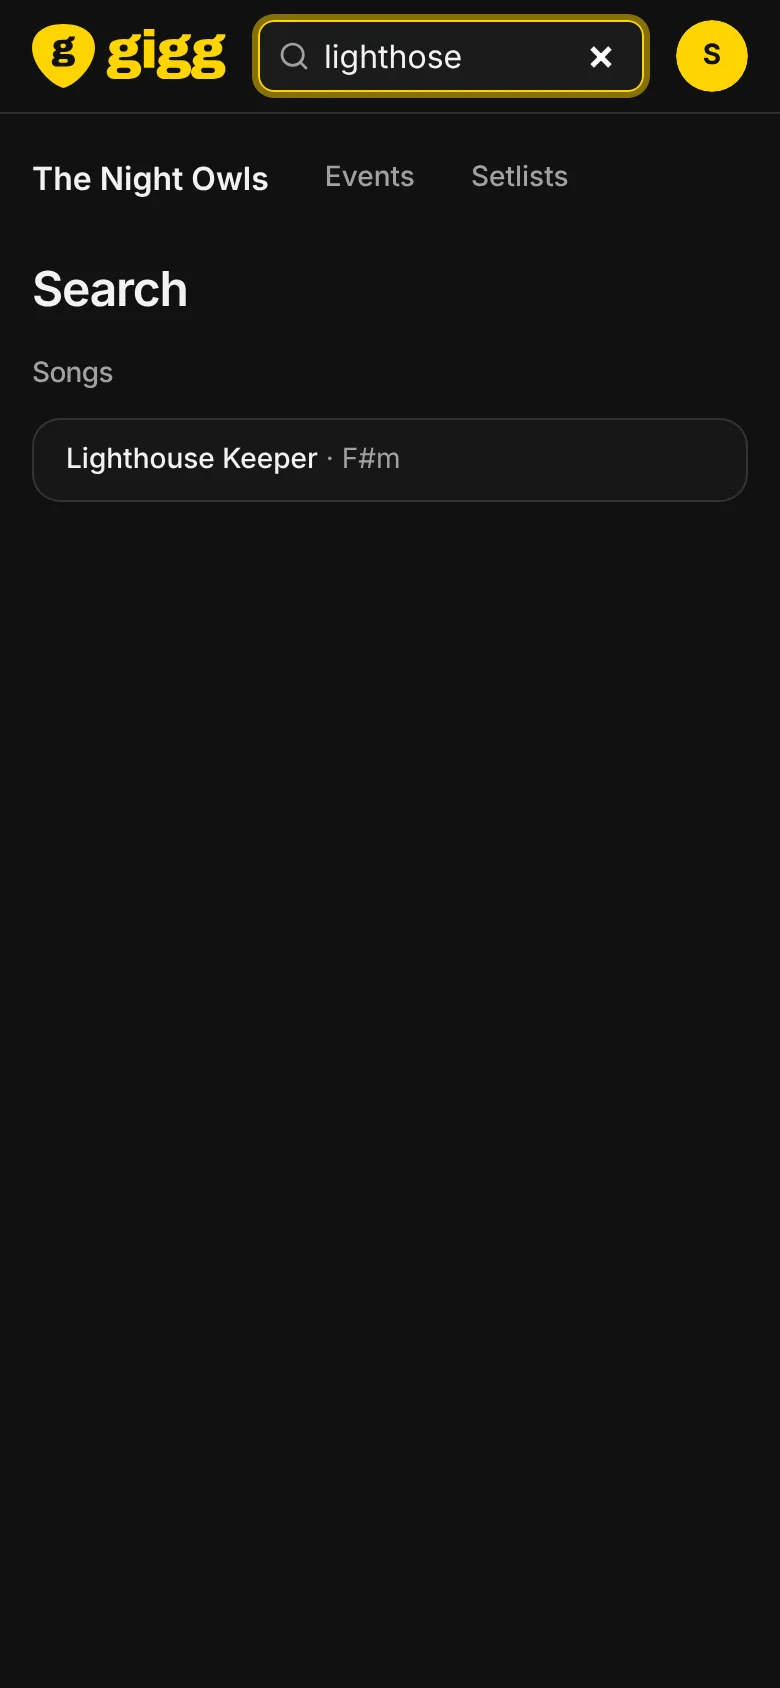 g gigg lighthose × S
The Night Owls Events Setlists
Search
Songs
Lighthouse Keeper · F#m